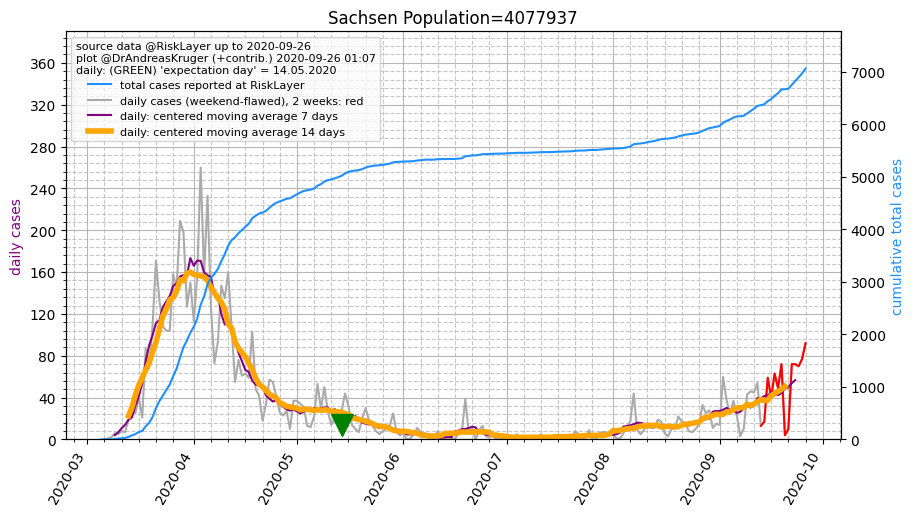 Sachsen Population=4077937
source data @RiskLayer up to 2020-09-26
plot @DrAndreasKruger (+contrib.) 2020-09-26 01:07
daily: (GREEN) 'expectation day' = 14.05.2020
total cases reported at RiskLayer
daily cases (weekend-flawed), 2 weeks: red
daily: centered moving average 7 days
daily: centered moving average 14 days
daily cases
360
320
280
240
200
160
120
80
40
0
7000
6000
5000
4000
3000
2000
1000
0
cumulative total cases
2020-03
2020-04
2020-05
2020-06
2020-07
2020-08
2020-09
2020-10